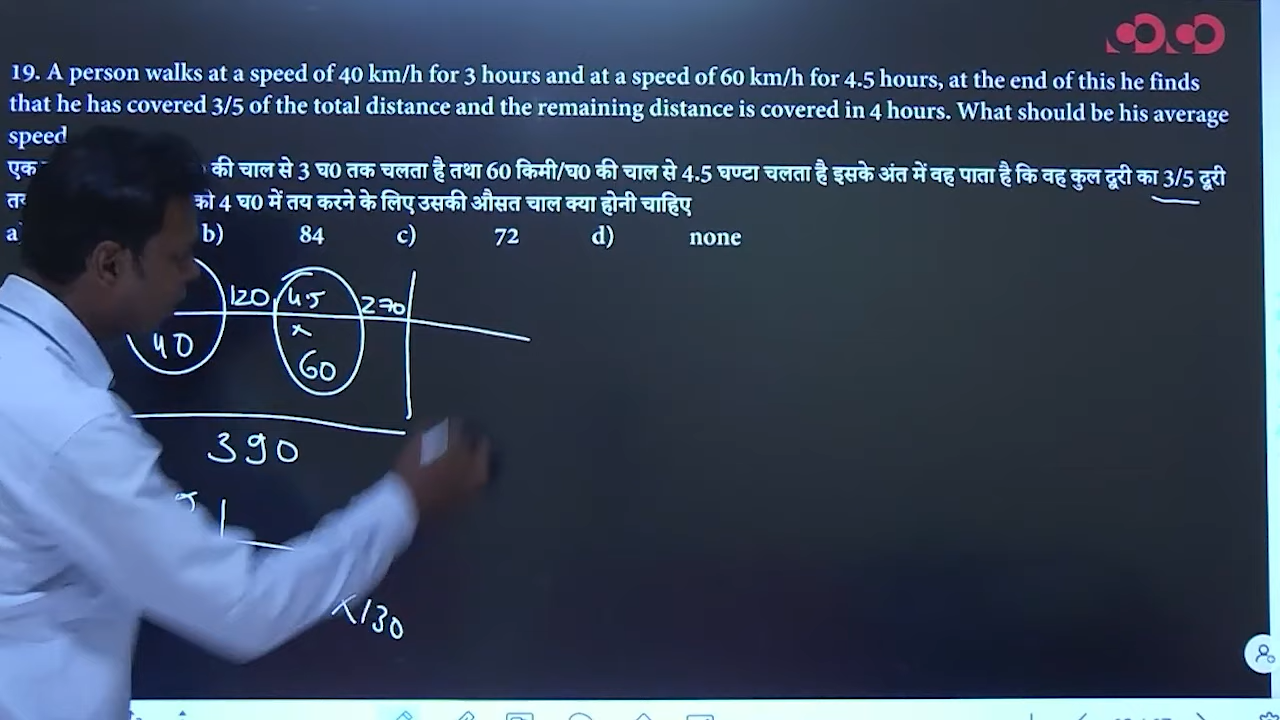 19. A person walks at a speed of 40 km/h for 3 hours and at a speed of 60 km/h for 4.5 hours, at the end of this he finds
that he has covered 3/5 of the total distance and the remaining distance is covered in 4 hours. What should be his average
speed
एक की चाल से 3 घ0 तक चलता है तथा 60 किमी/घ0 की चाल से 4.5 घण्टा चलता है इसके अंत में वह पाता है कि वह कुल दूरी का 3/5 दूरी
को 4 घ0 में तय करने के लिए उसकी औसत चाल क्या होनी चाहिए
a) b) 84 c) 72 d) none
120 4.5 270
40 × 60
390
×130